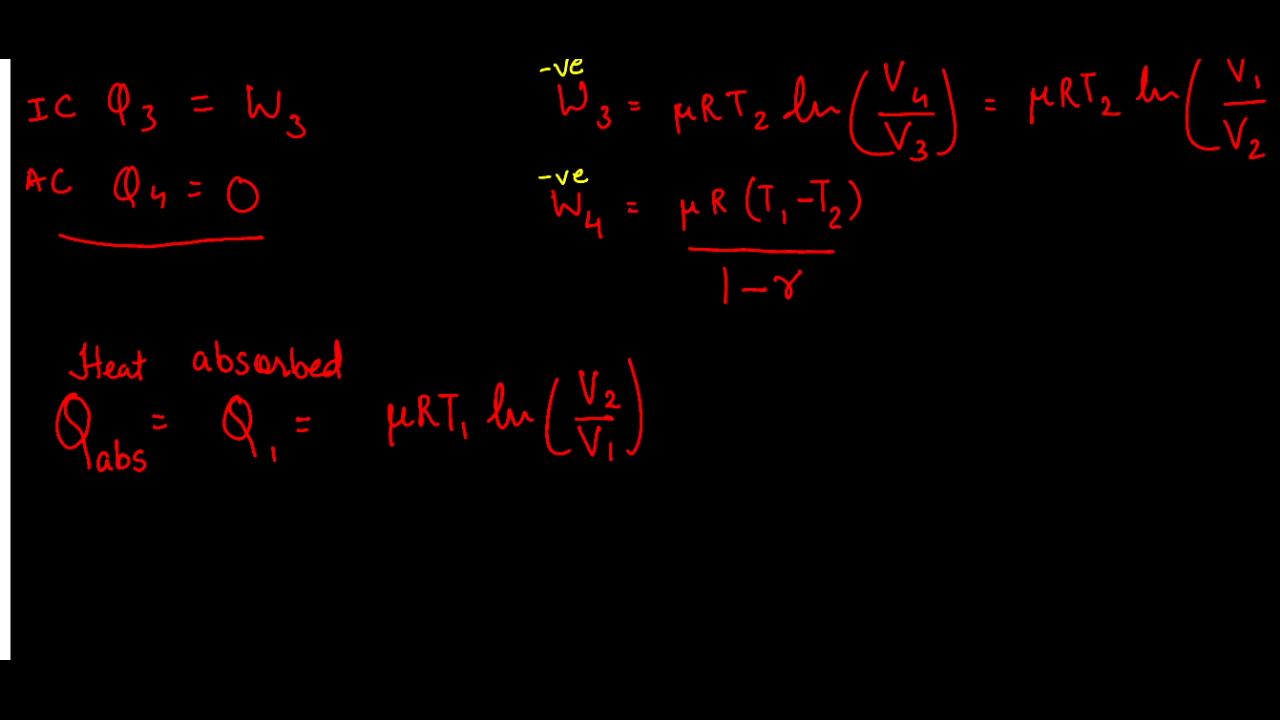 IC Q₃ = W₃
AC Q₄ = 0
-ve
W₃ = μRT₂ ln(V₄/V₃) = μRT₂ ln(V₁/V₂
-ve
W₄ = μR(T₁-T₂)/1-γ
Heat absorbed
Qabs = Q₁ = μRT₁ ln(V₂/V₁)